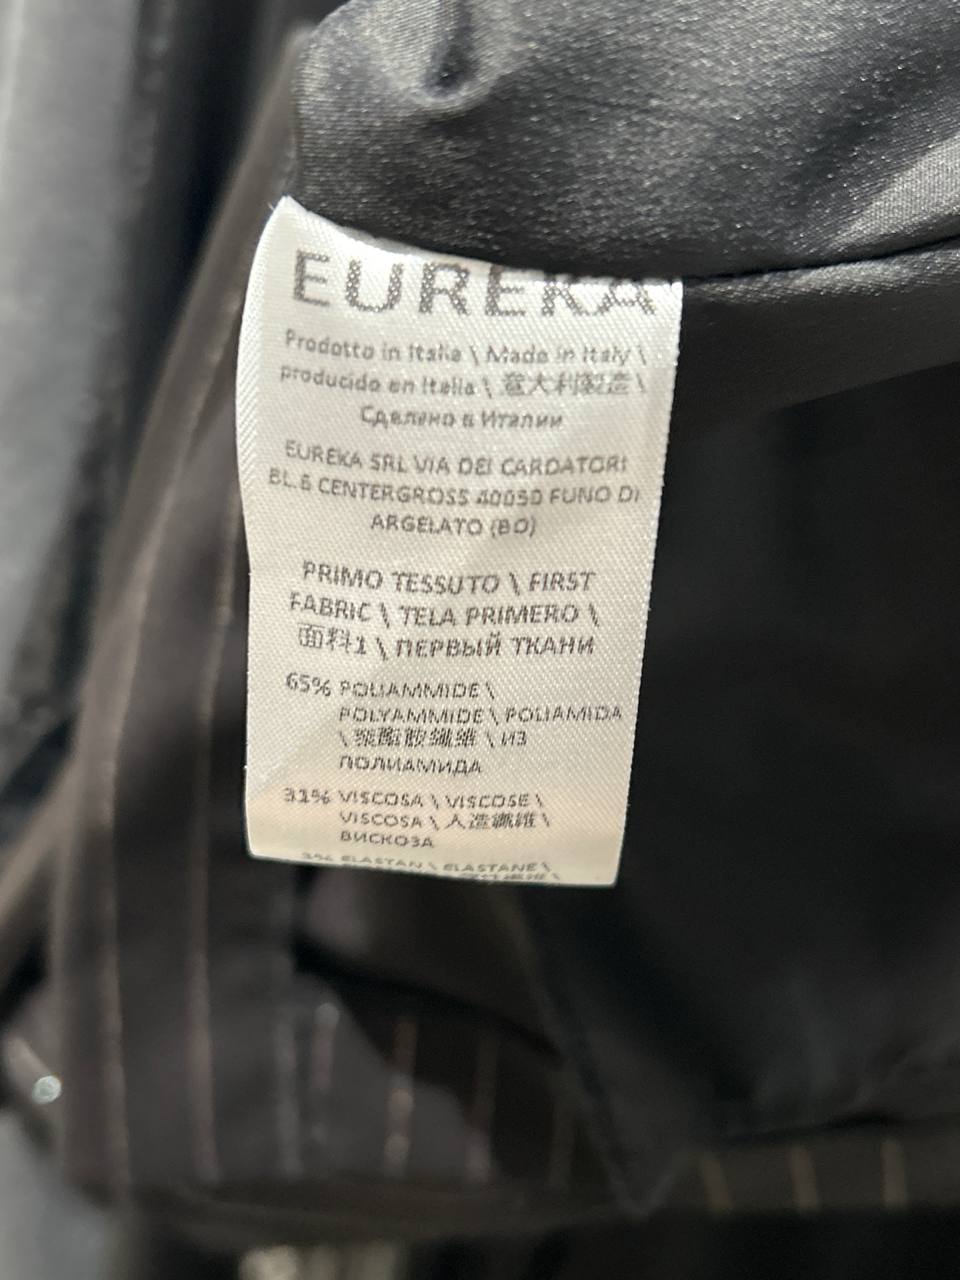 EUREKA
Prodotto in Italia \ Made in Italy \
producido en Italia \ 意大利製造 \
Сделано в Италии
EUREKA SRL VIA DEI CARDATORI
BL.6 CENTERGROSS 40050 FUNO DI
ARGELATO (BO)
PRIMO TESSUTO \ FIRST
FABRIC \ TELA PRIMERO \
面料1 \ ПЕРВЫЙ ТКАНИ
65% POLIAMMIDE \
POLYAMMIDE \ POLIAMIDA
\ 聚酰胺纖維 \ ИЗ
ПОЛИАМИДА
31% VISCOSA \ VISCOSE \
VISCOSA \ 人造纖維 \
ВИСКОЗА
ELASTAN \ ELASTANE \